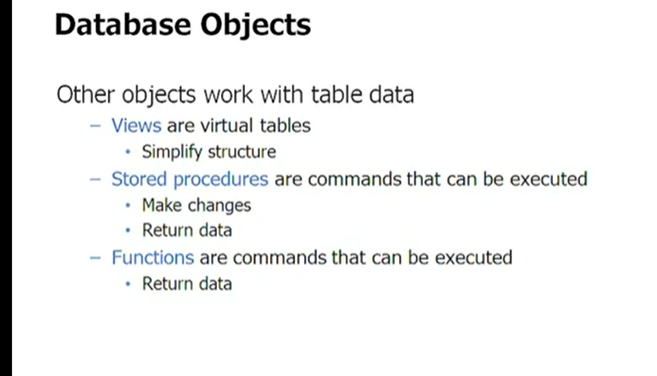 Database Objects
Other objects work with table data
– Views are virtual tables
• Simplify structure
– Stored procedures are commands that can be executed
• Make changes
• Return data
– Functions are commands that can be executed
• Return data